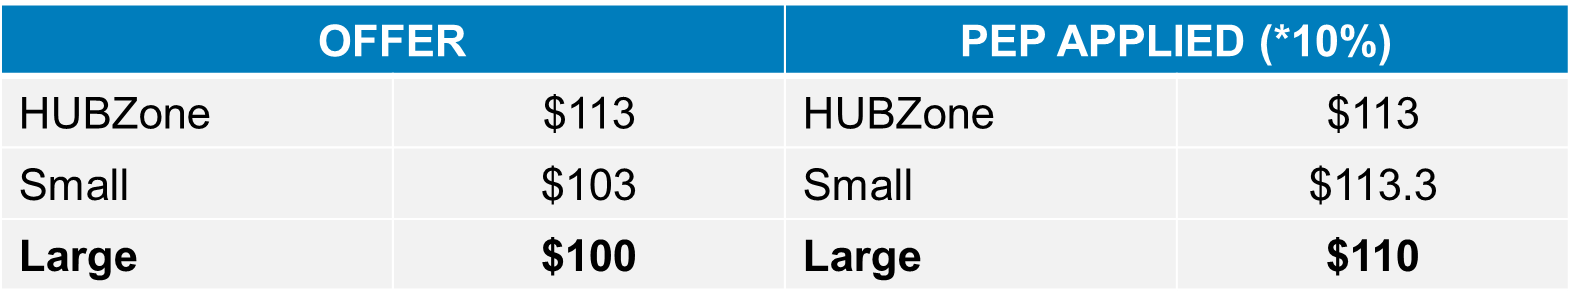 OFFER PEP APPLIED (*10%)
HUBZone $113 HUBZone $113
Small $103 Small $113.3
Large $100 Large $110